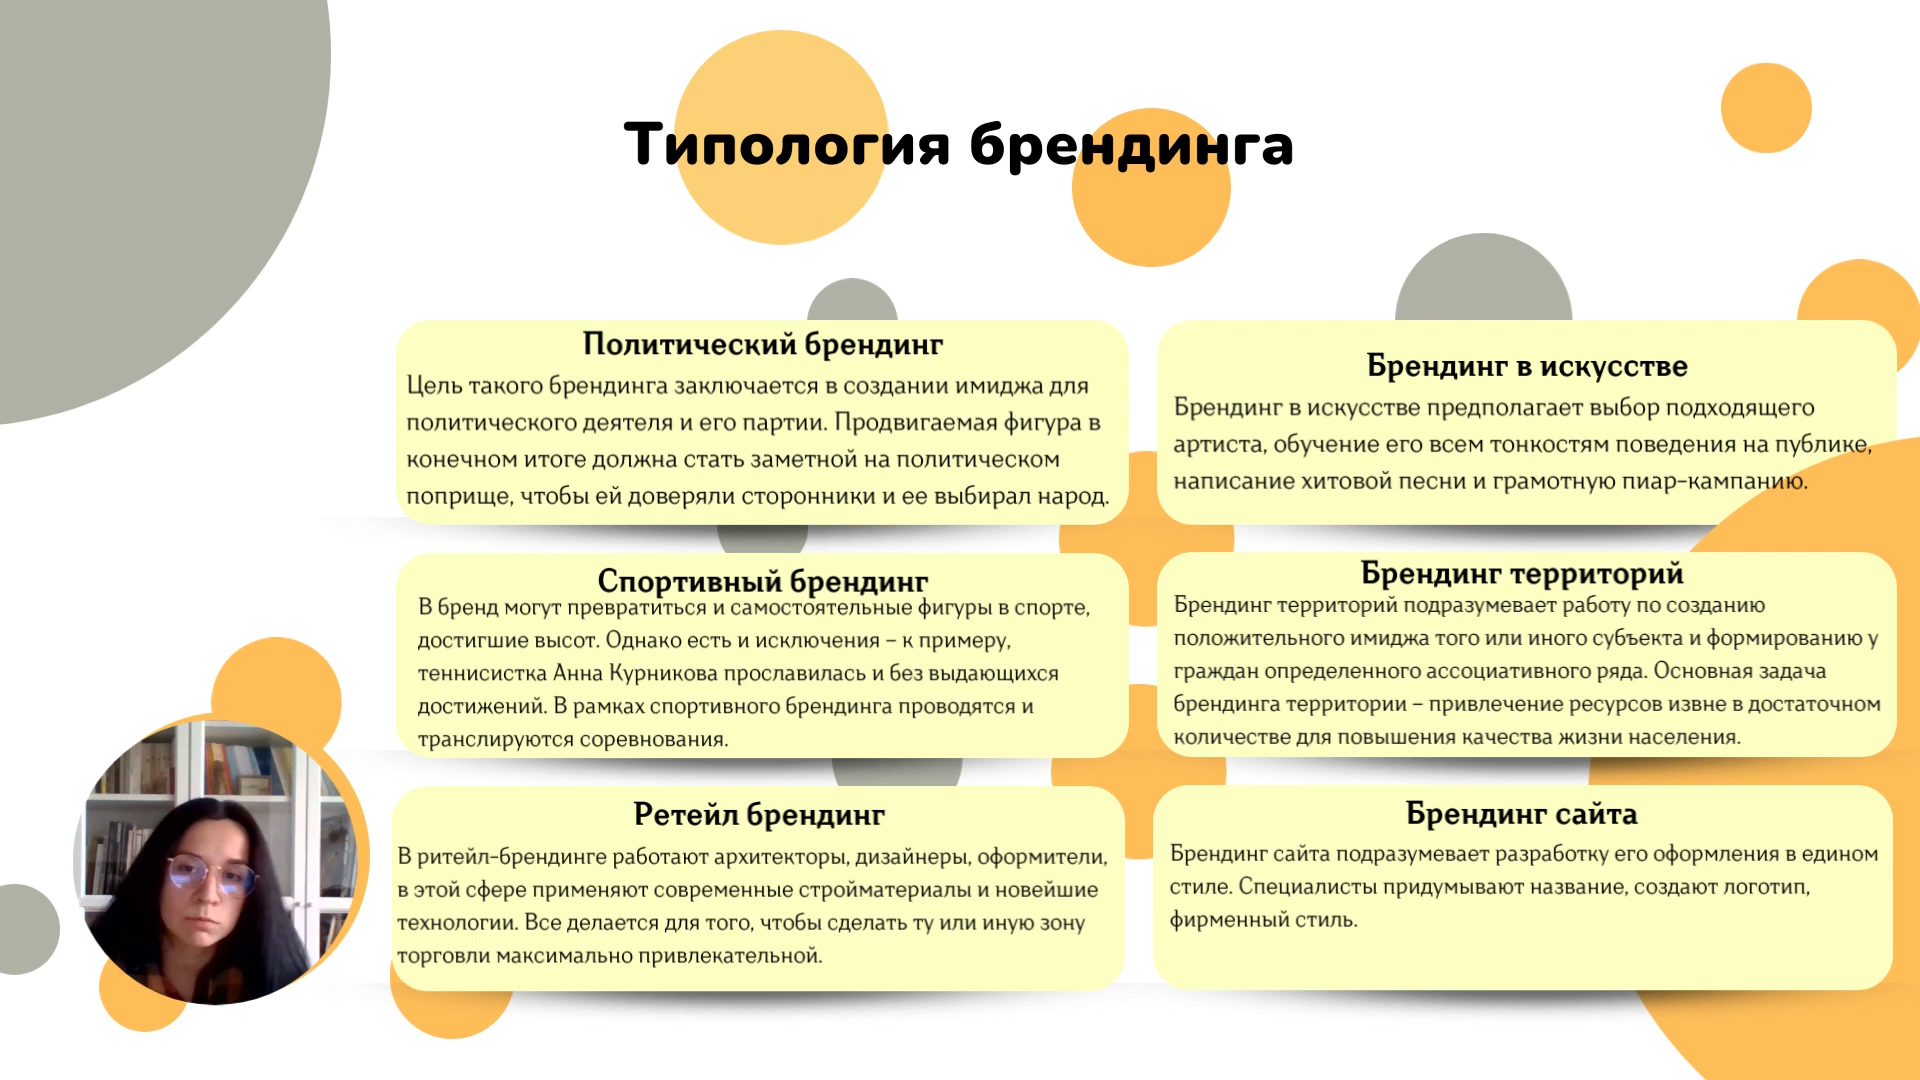 Типология брендинга
Политический брендинг
Цель такого брендинга заключается в создании имиджа для
политического деятеля и его партии. Продвигаемая фигура в
конечном итоге должна стать заметной на политическом
поприще, чтобы ей доверяли сторонники и ее выбирал народ.
Брендинг в искусстве
Брендинг в искусстве предполагает выбор подходящего
артиста, обучение его всем тонкостям поведения на публике,
написание хитовой песни и грамотную пиар-кампанию.
Спортивный брендинг
В бренд могут превратиться и самостоятельные фигуры в спорте,
достигшие высот. Однако есть и исключения – к примеру,
теннисистка Анна Курникова прославилась и без выдающихся
достижений. В рамках спортивного брендинга проводятся и
транслируются соревнования.
Брендинг территорий
Брендинг территорий подразумевает работу по созданию
положительного имиджа того или иного субъекта и формированию у
граждан определенного ассоциативного ряда. Основная задача
брендинга территории – привлечение ресурсов извне в достаточном
количестве для повышения качества жизни населения.
Ретейл брендинг
В ритейл-брендинге работают архитекторы, дизайнеры, оформители,
в этой сфере применяют современные стройматериалы и новейшие
технологии. Все делается для того, чтобы сделать ту или иную зону
торговли максимально привлекательной.
Брендинг сайта
Брендинг сайта подразумевает разработку его оформления в едином
стиле. Специалисты придумывают название, создают логотип,
фирменный стиль.